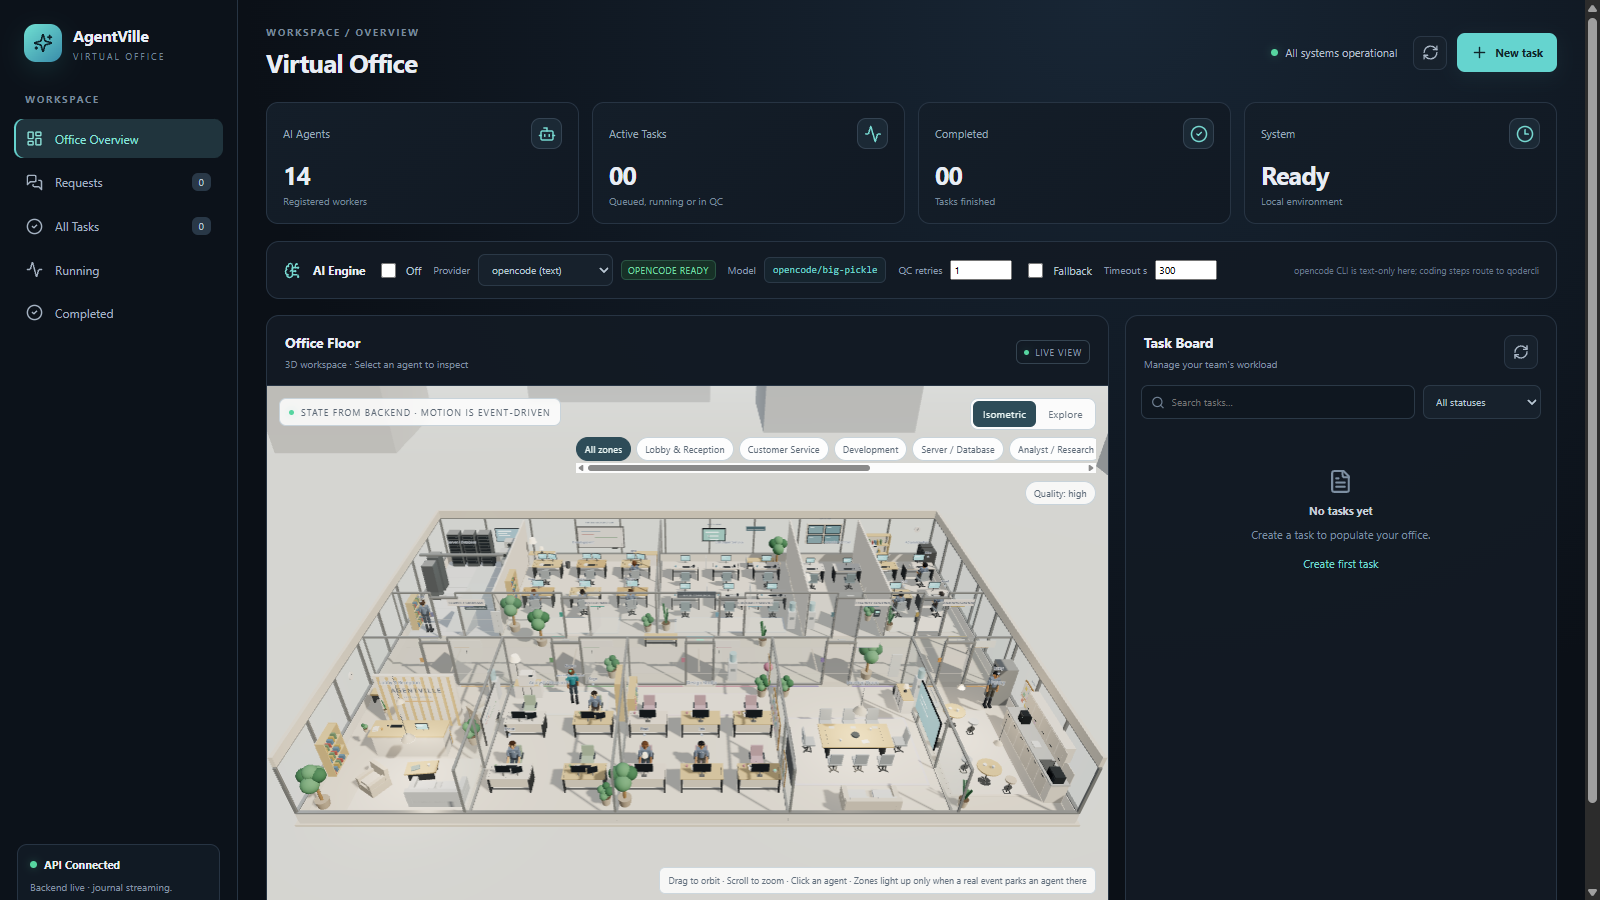 AgentVille
VIRTUAL OFFICE
WORKSPACE
Office Overview
Requests 0
All Tasks 0
Running
Completed
API Connected
Backend live · journal streaming.
WORKSPACE / OVERVIEW
Virtual Office
All systems operational
New task
AI Agents
14
Registered workers
Active Tasks
00
Queued, running or in QC
Completed
00
Tasks finished
System
Ready
Local environment
AI Engine Off Provider opencode (text) OPENCODE READY Model opencode/big-pickle QC retries 1 Fallback Timeout s 300 opencode CLI is text-only here; coding steps route to qodercli
Office Floor
3D workspace · Select an agent to inspect
LIVE VIEW
STATE FROM BACKEND · MOTION IS EVENT-DRIVEN
Isometric Explore
All zones Lobby & Reception Customer Service Development Server / Database Analyst / Research
Quality: high
AGENTVILLE
Drag to orbit · Scroll to zoom · Click an agent · Zones light up only when a real event parks an agent there
Task Board
Manage your team's workload
Search tasks...
All statuses
No tasks yet
Create a task to populate your office.
Create first task